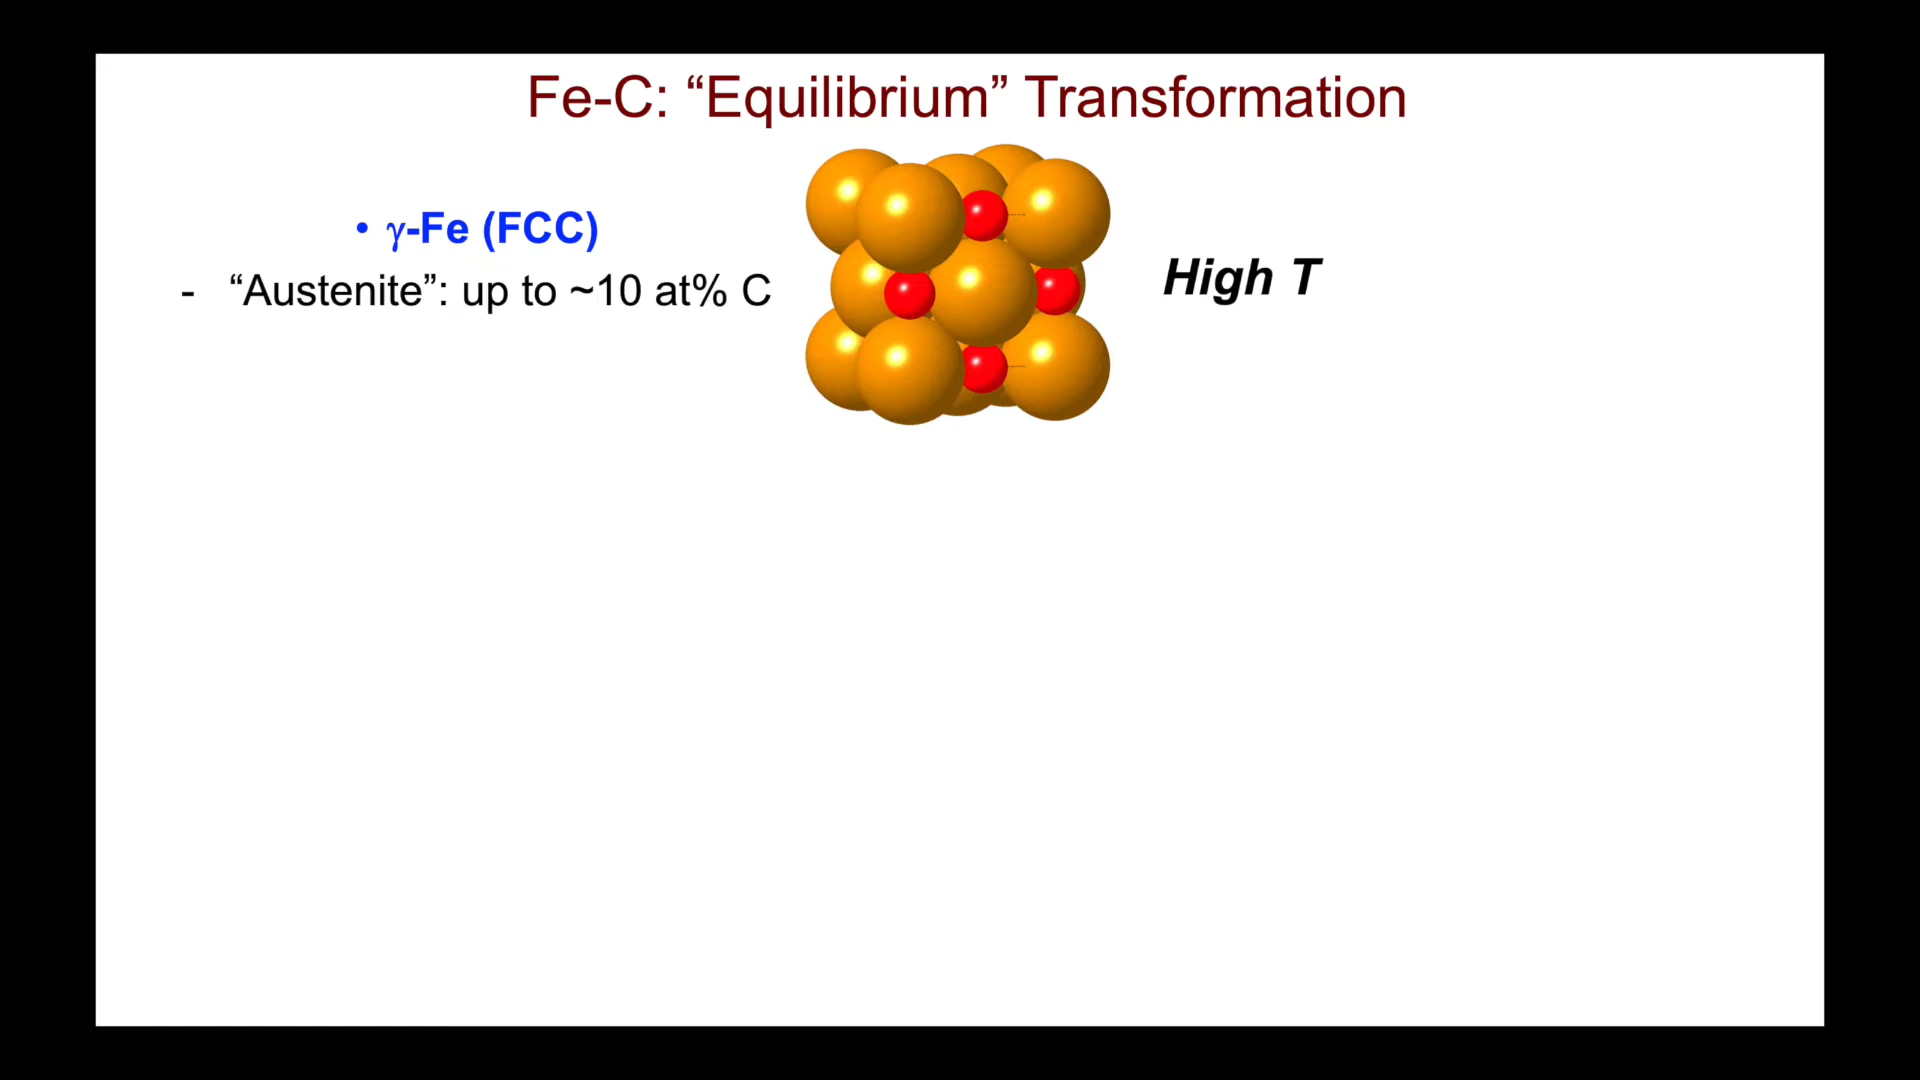 Fe-C: “Equilibrium” Transformation
• γ-Fe (FCC)
- “Austenite”: up to ~10 at% C
High T